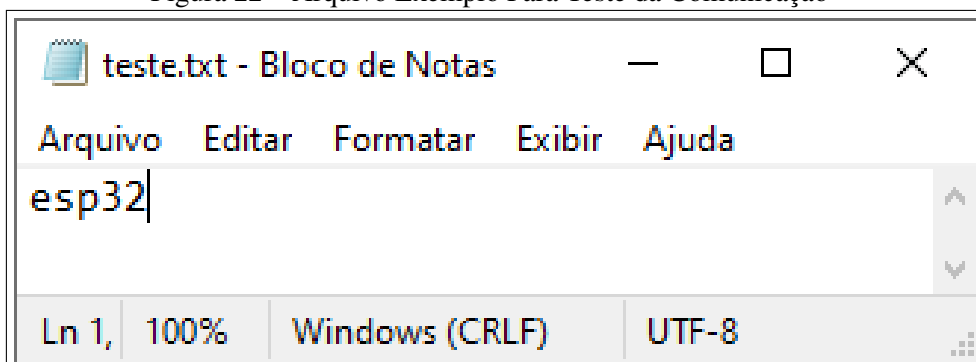 Figura 22 – Arquivo Exemplo Para Teste da Comunicação
teste.txt - Bloco de Notas
Arquivo Editar Formatar Exibir Ajuda
esp32
Ln 1, 100% Windows (CRLF) UTF-8